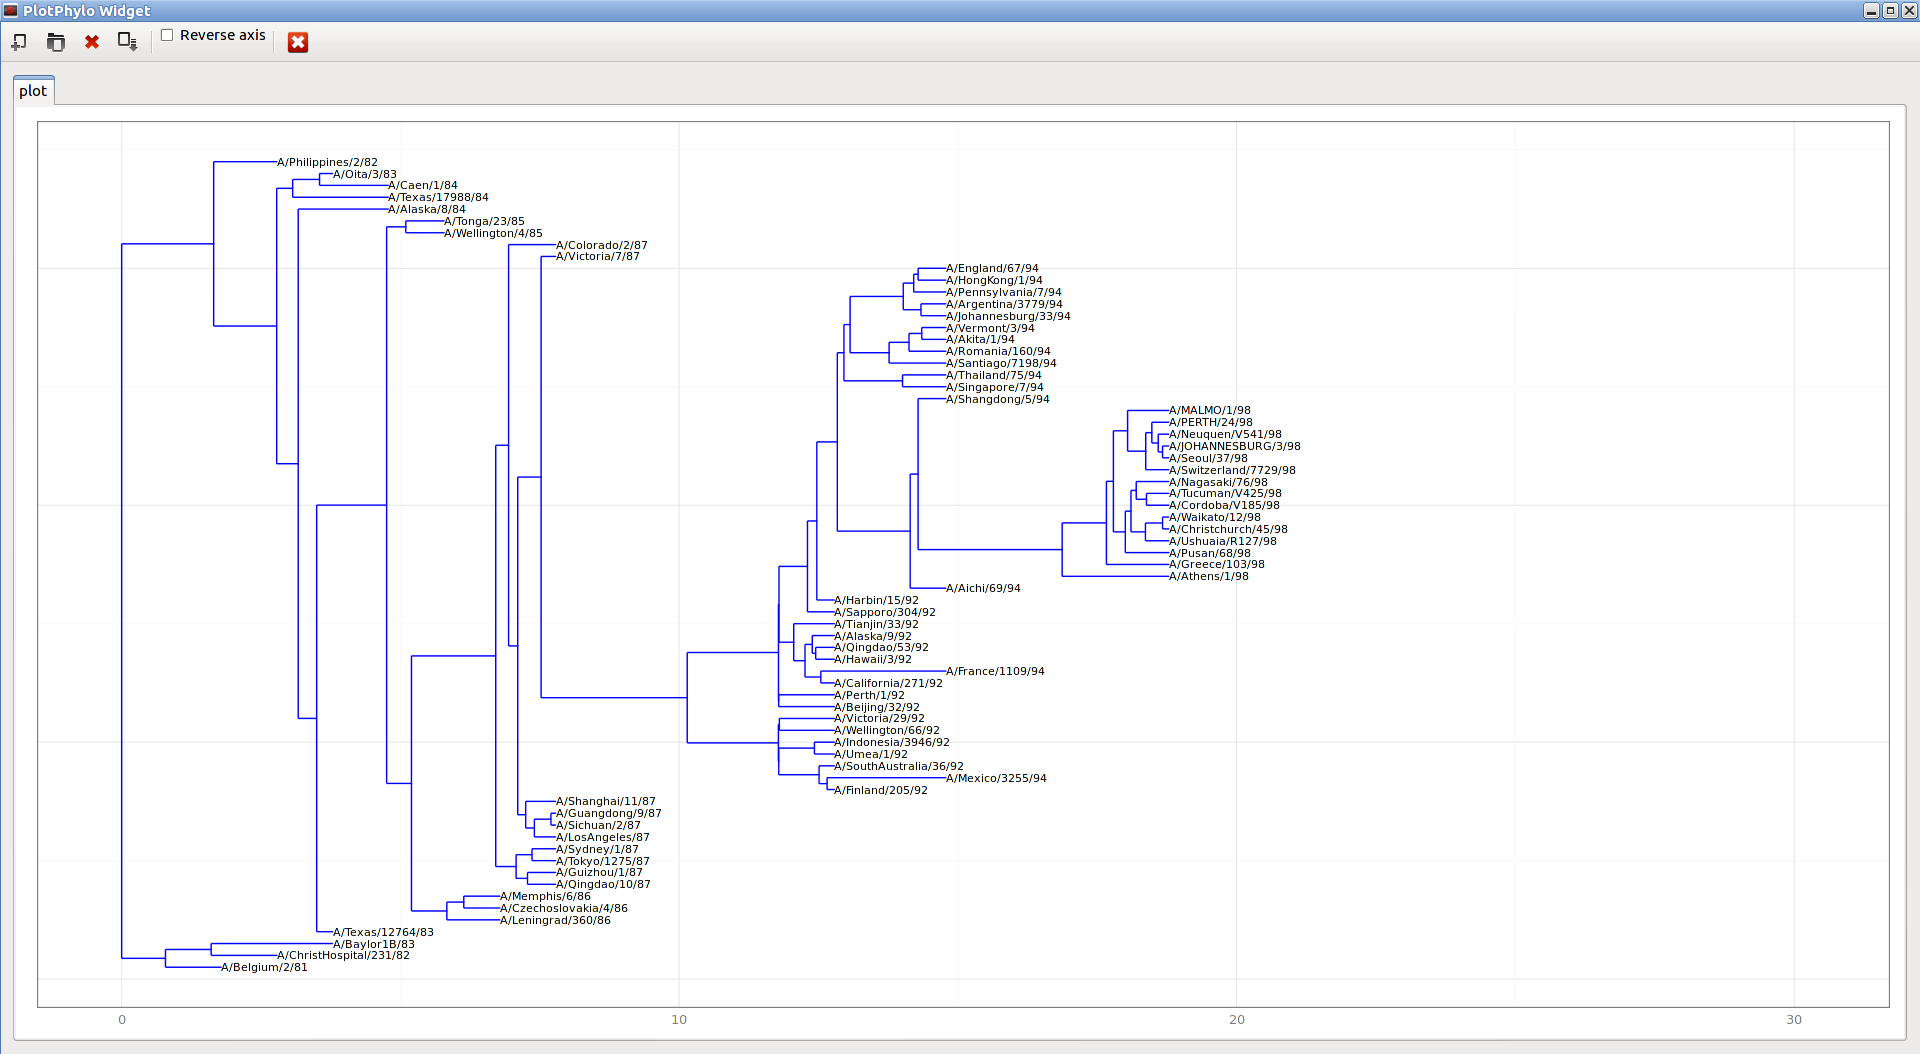 PlotPhylo Widget
Reverse axis
plot
A/Philippines/2/82
A/Oita/3/83
A/Caen/1/84
A/Texas/17988/84
A/Alaska/8/84
A/Tonga/23/85
A/Wellington/4/85
A/Colorado/2/87
A/Victoria/7/87
A/England/67/94
A/HongKong/1/94
A/Pennsylvania/7/94
A/Argentina/3779/94
A/Johannesburg/33/94
A/Vermont/3/94
A/Akita/1/94
A/Romania/160/94
A/Santiago/7198/94
A/Thailand/75/94
A/Singapore/7/94
A/Shangdong/5/94
A/MALMO/1/98
A/PERTH/24/98
A/Neuquen/V541/98
A/JOHANNESBURG/3/98
A/Seoul/37/98
A/Switzerland/7729/98
A/Nagasaki/76/98
A/Tucuman/V425/98
A/Cordoba/V185/98
A/Waikato/12/98
A/Christchurch/45/98
A/Ushuaia/R127/98
A/Pusan/68/98
A/Greece/103/98
A/Athens/1/98
A/Aichi/69/94
A/Harbin/15/92
A/Sapporo/304/92
A/Tianjin/33/92
A/Alaska/9/92
A/Qingdao/53/92
A/Hawaii/3/92
A/France/1109/94
A/California/271/92
A/Perth/1/92
A/Beijing/32/92
A/Victoria/29/92
A/Wellington/66/92
A/Indonesia/3946/92
A/Umea/1/92
A/SouthAustralia/36/92
A/Mexico/3255/94
A/Finland/205/92
A/Shanghai/11/87
A/Guangdong/9/87
A/Sichuan/2/87
A/LosAngeles/87
A/Sydney/1/87
A/Tokyo/1275/87
A/Guizhou/1/87
A/Qingdao/10/87
A/Memphis/6/86
A/Czechoslovakia/4/86
A/Leningrad/360/86
A/Texas/12764/83
A/Baylor1B/83
A/ChristHospital/231/82
A/Belgium/2/81
0 10 20 30